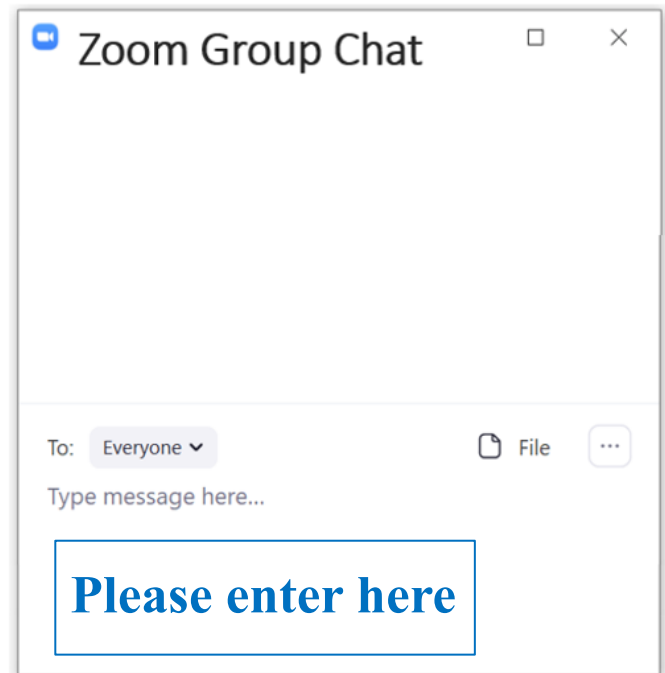 Zoom Group Chat
To: Everyone File
Type message here...
Please enter here